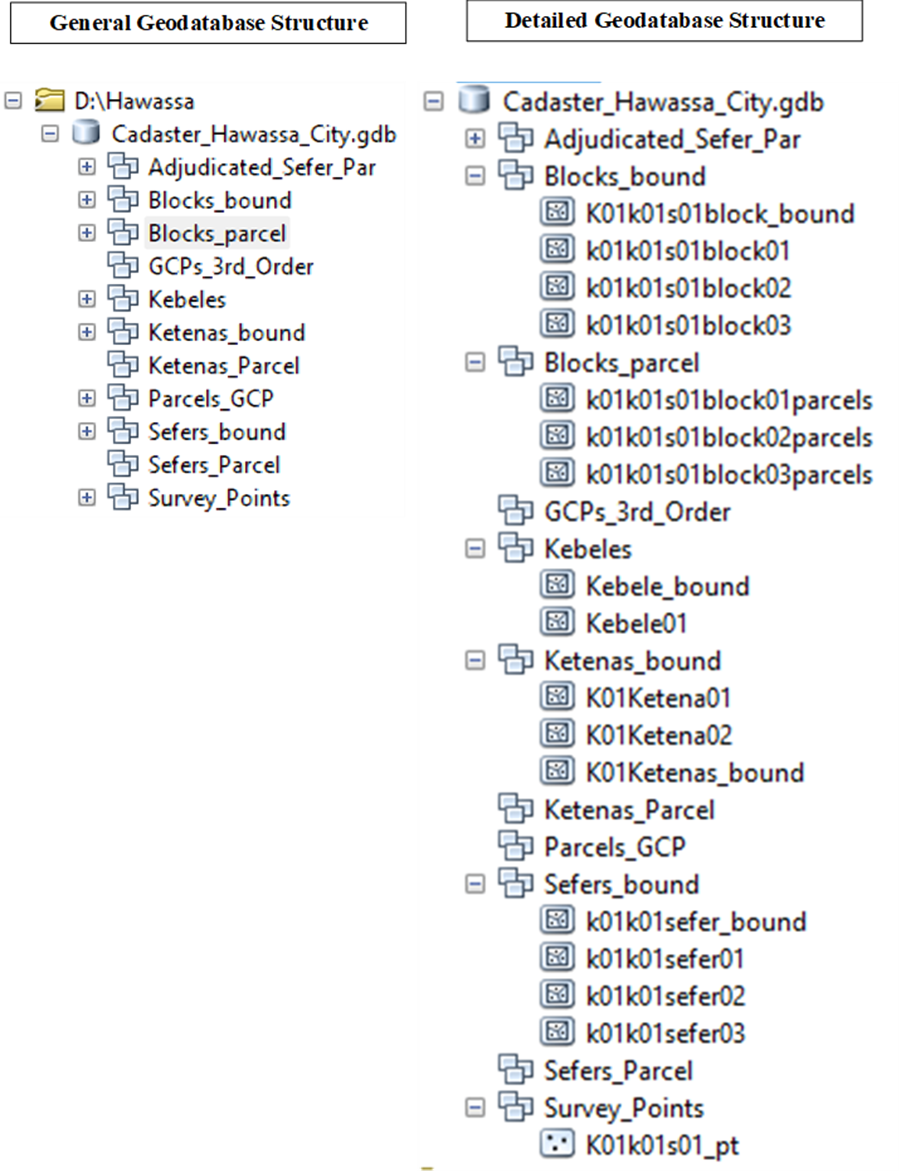 General Geodatabase Structure
D:\Hawassa
Cadaster_Hawassa_City.gdb
Adjudicated_Sefer_Par
Blocks_bound
Blocks_parcel
GCPs_3rd_Order
Kebeles
Ketenas_bound
Ketenas_Parcel
Parcels_GCP
Sefers_bound
Sefers_Parcel
Survey_Points
Detailed Geodatabase Structure
Cadaster_Hawassa_City.gdb
Adjudicated_Sefer_Par
Blocks_bound
K01k01s01block_bound
k01k01s01block01
k01k01s01block02
k01k01s01block03
Blocks_parcel
k01k01s01block01parcels
k01k01s01block02parcels
k01k01s01block03parcels
GCPs_3rd_Order
Kebeles
Kebele_bound
Kebele01
Ketenas_bound
K01Ketena01
K01Ketena02
K01Ketenas_bound
Ketenas_Parcel
Parcels_GCP
Sefers_bound
k01k01sefer_bound
k01k01sefer01
k01k01sefer02
k01k01sefer03
Sefers_Parcel
Survey_Points
K01k01s01_pt